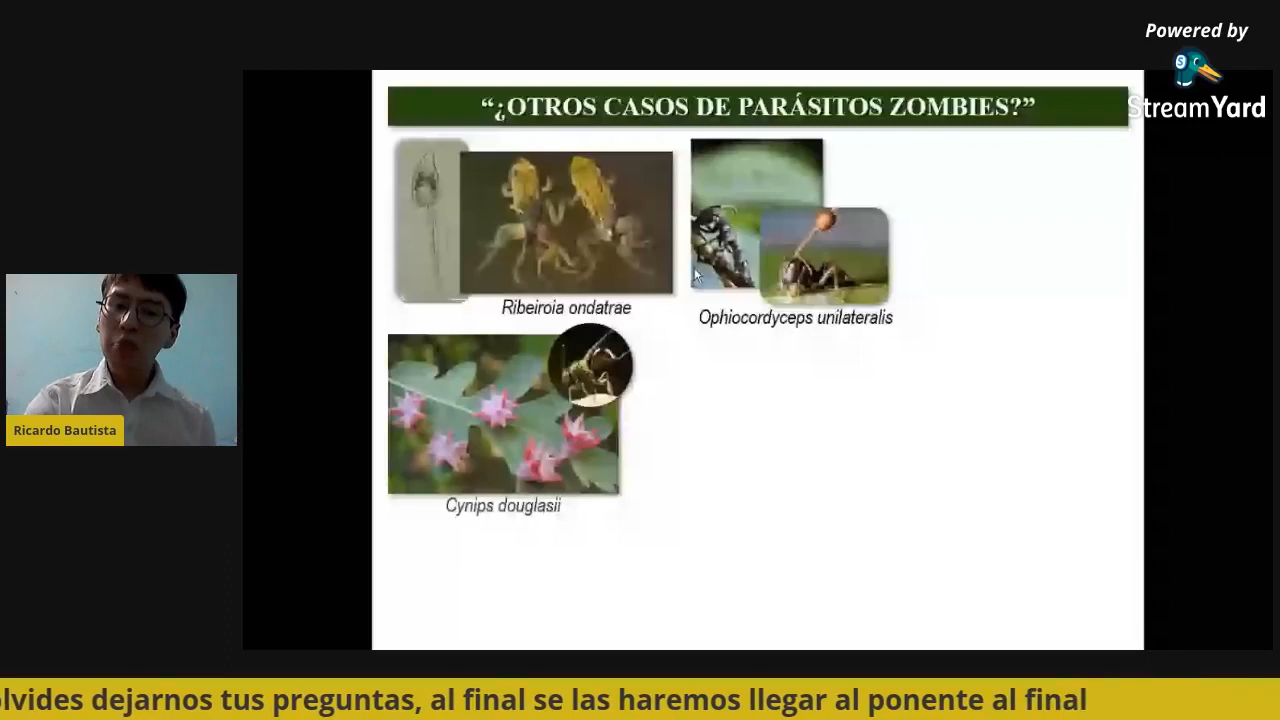 Powered by
StreamYard
“¿OTROS CASOS DE PARÁSITOS ZOMBIES?”
Ribeiroia ondatrae
Ophiocordyceps unilateralis
Cynips douglasii
Ricardo Bautista
olvides dejarnos tus preguntas, al final se las haremos llegar al ponente al final